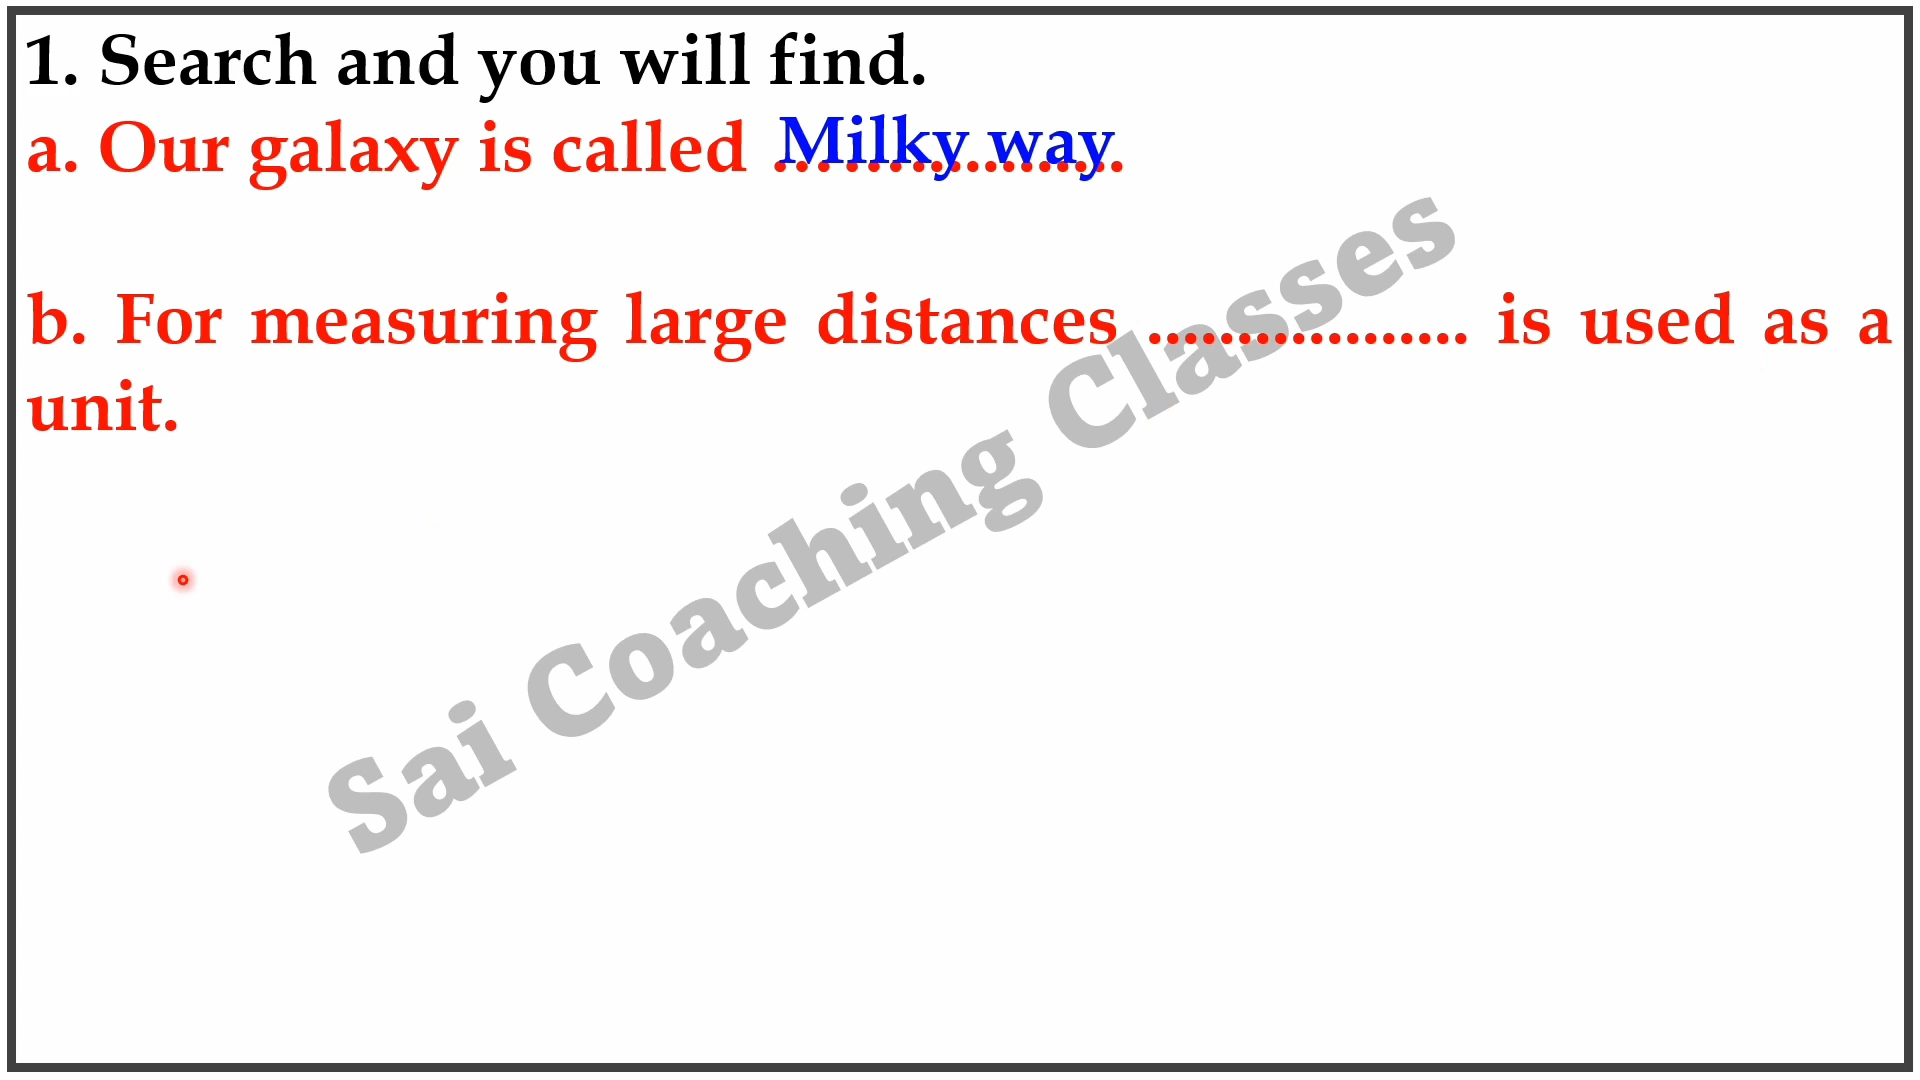 1. Search and you will find.
a. Our galaxy is called Milky way.
b. For measuring large distances .................. is used as a
unit.
Sai Coaching Classes